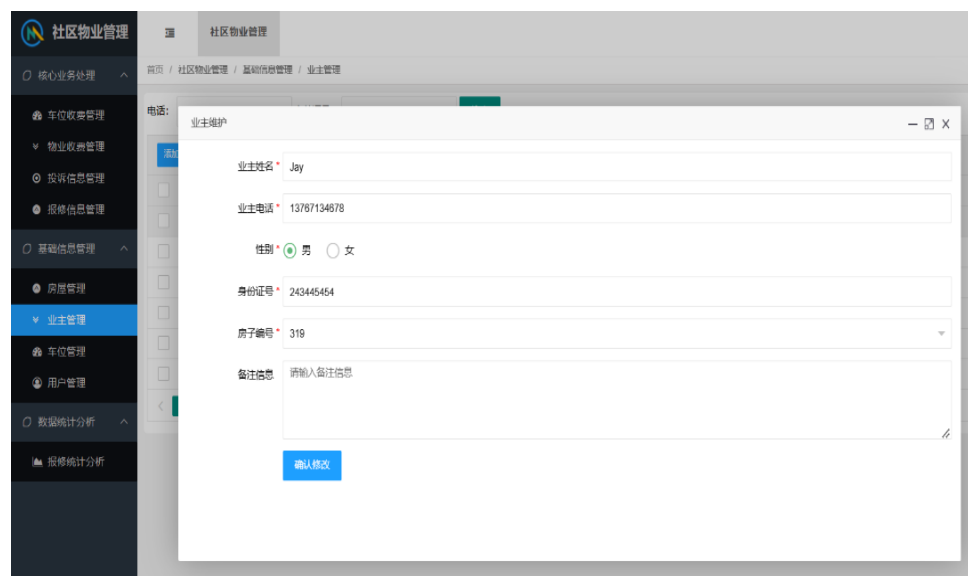 社区物业管理
社区物业管理
核心业务处理
首页 / 社区物业管理 / 基础信息管理 / 业主管理
车位收费管理
物业收费管理
投诉信息管理
报修信息管理
基础信息管理
房屋管理
业主管理
车位管理
用户管理
数据统计分析
报修统计分析
电话:
添加
业主维护
业主姓名* Jay
业主电话* 13767134678
性别* 男 女
身份证号* 243445454
房子编号* 319
备注信息 请输入备注信息
确认修改